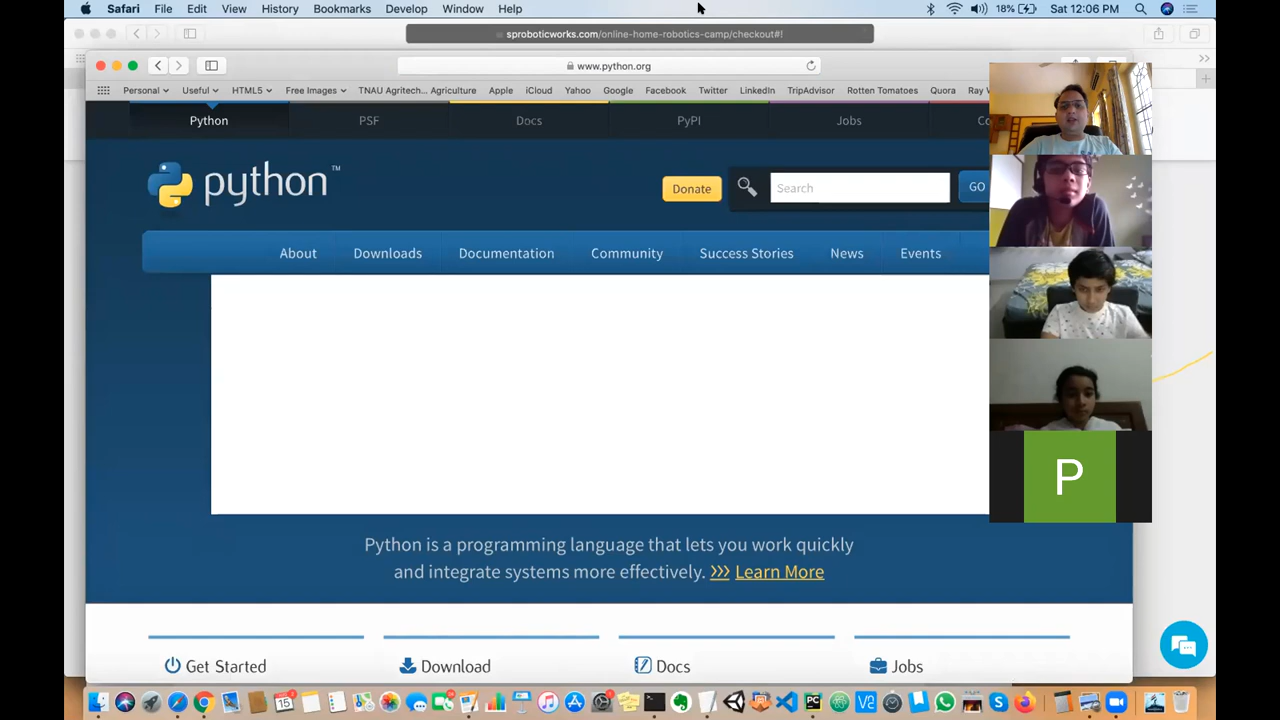 Safari File Edit View History Bookmarks Develop Window Help 18% Sat 12:06 PM
sproboticworks.com/online-home-robotics-camp/checkout#!
www.python.org
Personal Useful HTML5 Free Images TNAU Agritech... Agriculture Apple iCloud Yahoo Google Facebook Twitter LinkedIn TripAdvisor Rotten Tomatoes Quora Ray W
Python PSF Docs PyPI Jobs Co
python™
Donate Search GO
About Downloads Documentation Community Success Stories News Events
P
Python is a programming language that lets you work quickly
and integrate systems more effectively. >>> Learn More
Get Started Download Docs Jobs
15 PC